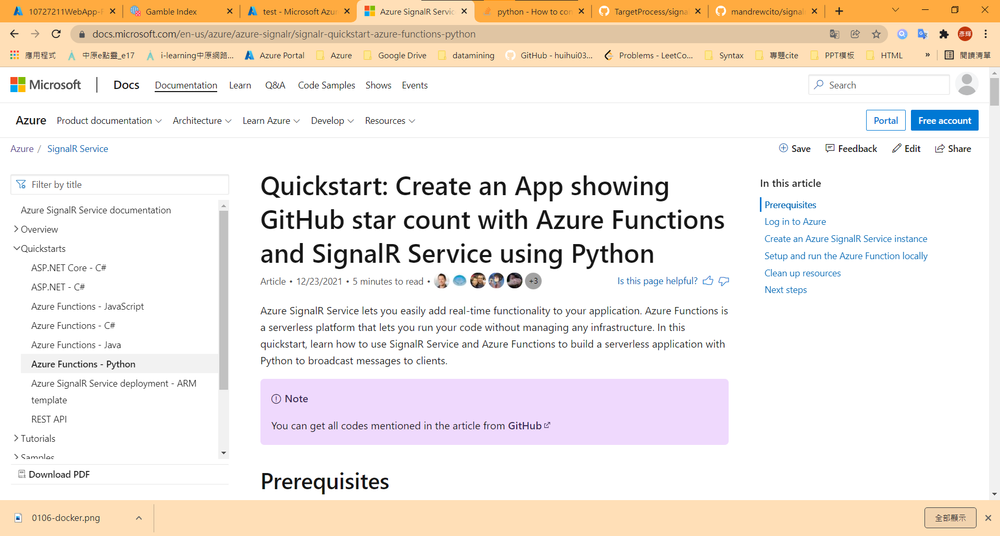 10727211WebApp-F
Gamble Index
test - Microsoft Azur
Azure SignalR Servic
python - How to con
TargetProcess/signal
mandrewcito/signal
docs.microsoft.com/en-us/azure/azure-signalr/signalr-quickstart-azure-functions-python
彥輝
應用程式
中原e點靈_e17
i-learning中原網路...
Azure Portal
Azure
Google Drive
datamining
GitHub - huihui03...
Problems - LeetCo...
Syntax
專題cite
PPT模板
HTML
»
閱讀清單
Microsoft
Docs
Documentation
Learn
Q&A
Code Samples
Shows
Events
Search
Azure
Product documentation
Architecture
Learn Azure
Develop
Resources
Portal
Free account
Azure / SignalR Service
Save
Feedback
Edit
Share
Filter by title
Azure SignalR Service documentation
Overview
Quickstarts
ASP.NET Core - C#
ASP.NET - C#
Azure Functions - JavaScript
Azure Functions - C#
Azure Functions - Java
Azure Functions - Python
Azure SignalR Service deployment - ARM
template
REST API
Tutorials
Samples
Download PDF
Quickstart: Create an App showing
GitHub star count with Azure Functions
and SignalR Service using Python
Article • 12/23/2021 • 5 minutes to read •
+3
Is this page helpful?
Azure SignalR Service lets you easily add real-time functionality to your application. Azure Functions is
a serverless platform that lets you run your code without managing any infrastructure. In this
quickstart, learn how to use SignalR Service and Azure Functions to build a serverless application with
Python to broadcast messages to clients.
Note
You can get all codes mentioned in the article from GitHub
Prerequisites
In this article
Prerequisites
Log in to Azure
Create an Azure SignalR Service instance
Setup and run the Azure Function locally
Clean up resources
Next steps
0106-docker.png
全部顯示